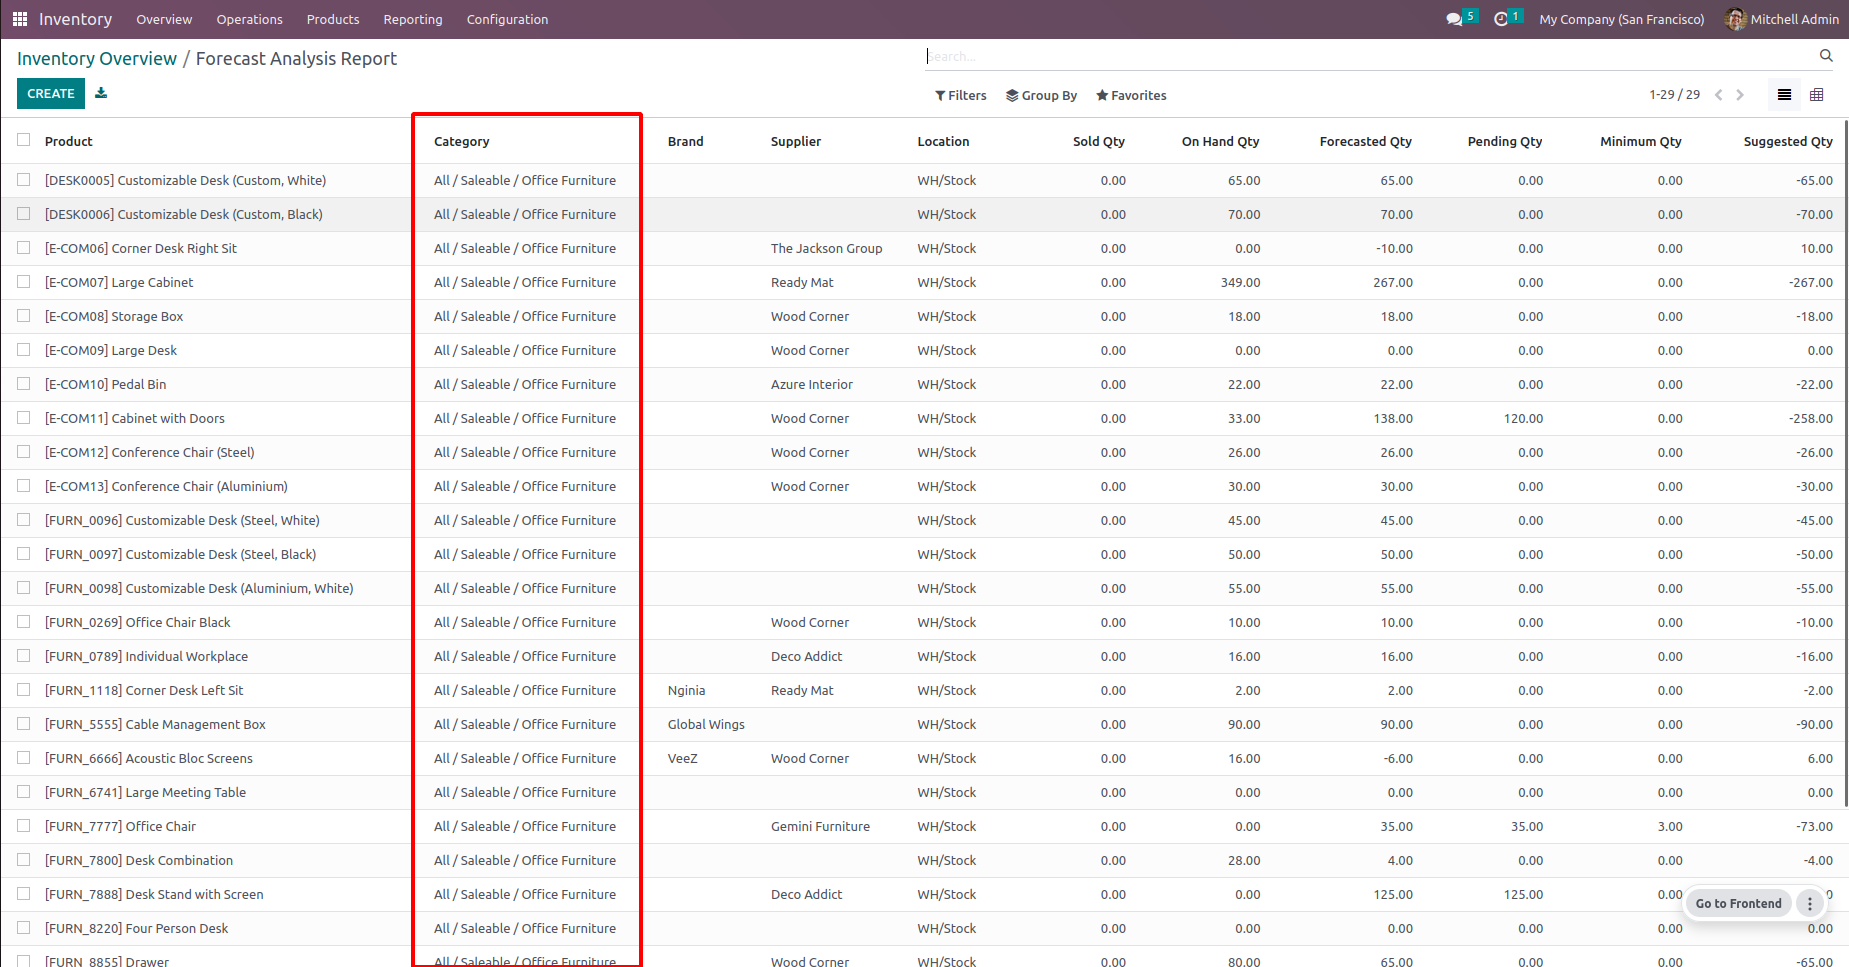 Inventory Overview Operations Products Reporting Configuration 5 1 My Company (San Francisco) Mitchell Admin
Inventory Overview / Forecast Analysis Report Search...
CREATE Filters Group By Favorites 1-29 / 29
Product Category Brand Supplier Location Sold Qty On Hand Qty Forecasted Qty Pending Qty Minimum Qty Suggested Qty
[DESK0005] Customizable Desk (Custom, White) All / Saleable / Office Furniture WH/Stock 0.00 65.00 65.00 0.00 0.00 -65.00
[DESK0006] Customizable Desk (Custom, Black) All / Saleable / Office Furniture WH/Stock 0.00 70.00 70.00 0.00 0.00 -70.00
[E-COM06] Corner Desk Right Sit All / Saleable / Office Furniture The Jackson Group WH/Stock 0.00 0.00 -10.00 0.00 0.00 10.00
[E-COM07] Large Cabinet All / Saleable / Office Furniture Ready Mat WH/Stock 0.00 349.00 267.00 0.00 0.00 -267.00
[E-COM08] Storage Box All / Saleable / Office Furniture Wood Corner WH/Stock 0.00 18.00 18.00 0.00 0.00 -18.00
[E-COM09] Large Desk All / Saleable / Office Furniture Wood Corner WH/Stock 0.00 0.00 0.00 0.00 0.00 0.00
[E-COM10] Pedal Bin All / Saleable / Office Furniture Azure Interior WH/Stock 0.00 22.00 22.00 0.00 0.00 -22.00
[E-COM11] Cabinet with Doors All / Saleable / Office Furniture Wood Corner WH/Stock 0.00 33.00 138.00 120.00 0.00 -258.00
[E-COM12] Conference Chair (Steel) All / Saleable / Office Furniture Wood Corner WH/Stock 0.00 26.00 26.00 0.00 0.00 -26.00
[E-COM13] Conference Chair (Aluminium) All / Saleable / Office Furniture Wood Corner WH/Stock 0.00 30.00 30.00 0.00 0.00 -30.00
[FURN_0096] Customizable Desk (Steel, White) All / Saleable / Office Furniture WH/Stock 0.00 45.00 45.00 0.00 0.00 -45.00
[FURN_0097] Customizable Desk (Steel, Black) All / Saleable / Office Furniture WH/Stock 0.00 50.00 50.00 0.00 0.00 -50.00
[FURN_0098] Customizable Desk (Aluminium, White) All / Saleable / Office Furniture WH/Stock 0.00 55.00 55.00 0.00 0.00 -55.00
[FURN_0269] Office Chair Black All / Saleable / Office Furniture Wood Corner WH/Stock 0.00 10.00 10.00 0.00 0.00 -10.00
[FURN_0789] Individual Workplace All / Saleable / Office Furniture Deco Addict WH/Stock 0.00 16.00 16.00 0.00 0.00 -16.00
[FURN_1118] Corner Desk Left Sit All / Saleable / Office Furniture Nginia Ready Mat WH/Stock 0.00 2.00 2.00 0.00 0.00 -2.00
[FURN_5555] Cable Management Box All / Saleable / Office Furniture Global Wings WH/Stock 0.00 90.00 90.00 0.00 0.00 -90.00
[FURN_6666] Acoustic Bloc Screens All / Saleable / Office Furniture VeeZ Wood Corner WH/Stock 0.00 16.00 -6.00 0.00 0.00 6.00
[FURN_6741] Large Meeting Table All / Saleable / Office Furniture WH/Stock 0.00 0.00 0.00 0.00 0.00 0.00
[FURN_7777] Office Chair All / Saleable / Office Furniture Gemini Furniture WH/Stock 0.00 0.00 35.00 35.00 3.00 -73.00
[FURN_7800] Desk Combination All / Saleable / Office Furniture WH/Stock 0.00 28.00 4.00 0.00 0.00 -4.00
[FURN_7888] Desk Stand with Screen All / Saleable / Office Furniture Deco Addict WH/Stock 0.00 0.00 125.00 125.00 0.00
Go to Frontend
[FURN_8220] Four Person Desk All / Saleable / Office Furniture WH/Stock 0.00 0.00 0.00 0.00 0.00 0.00
[FURN_8855] Drawer All / Saleable / Office Furniture Wood Corner WH/Stock 0.00 80.00 65.00 0.00 0.00 -65.00